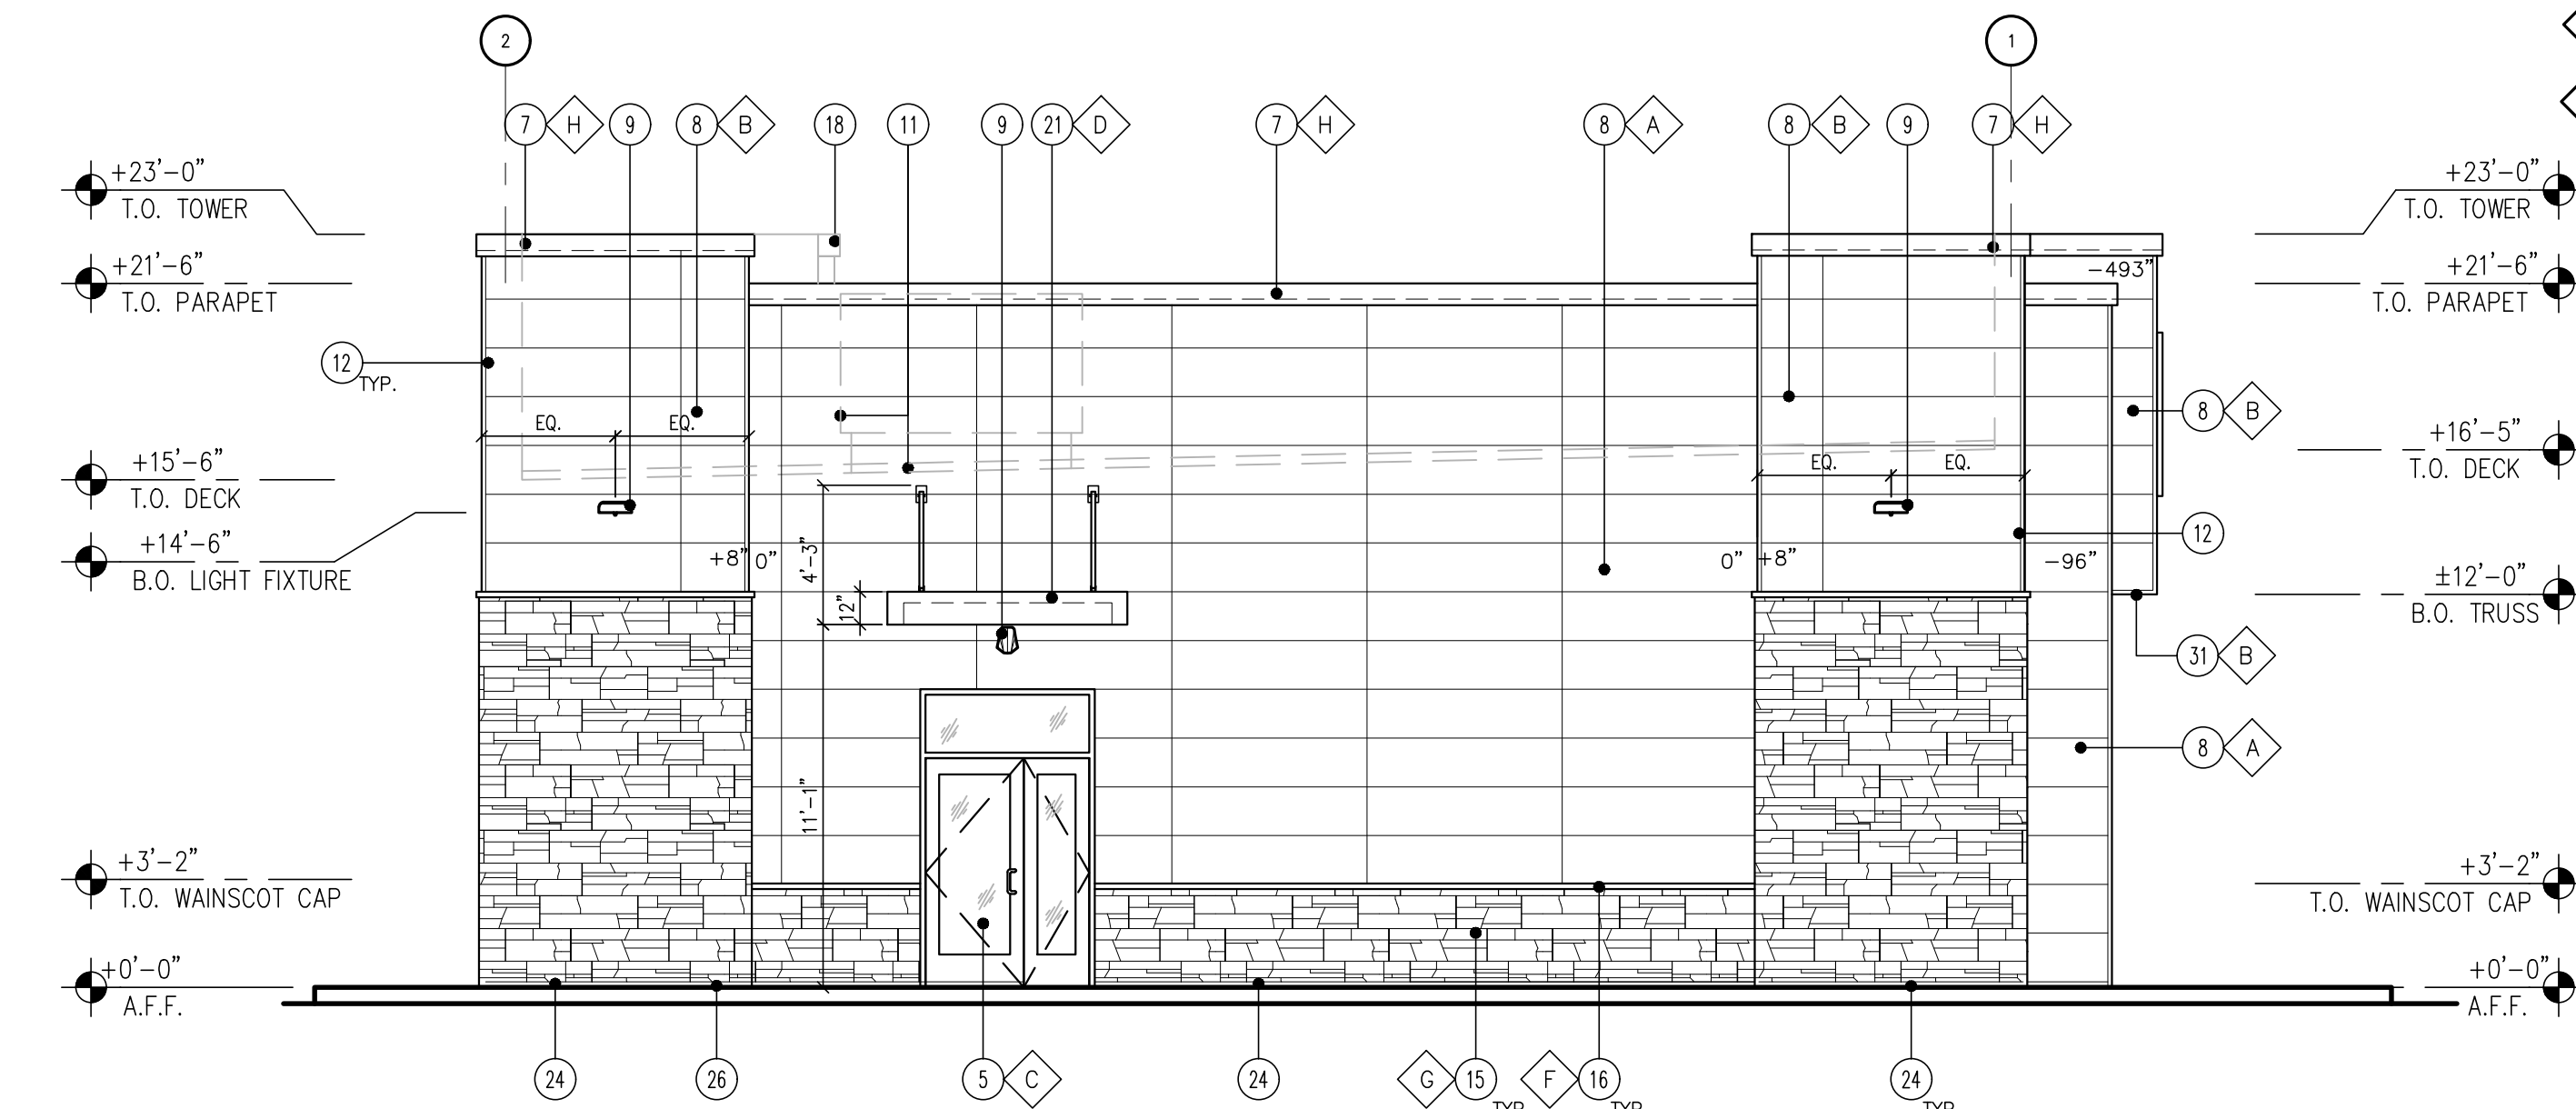 2
1
7 H 9 8 B 18 11 9 21 D 7 H 8 A 8 B 9 7 H
+23'-0"
T.O. TOWER
+23'-0"
T.O. TOWER
+21'-6"
T.O. PARAPET
-493"
+21'-6"
T.O. PARAPET
12
TYP.
8 B
EQ. EQ.
+15'-6"
T.O. DECK
EQ. EQ.
+16'-5"
T.O. DECK
+14'-6"
B.O. LIGHT FIXTURE
+8" 0"
4'-3"
12"
0" +8"
-96"
12
±12'-0"
B.O. TRUSS
31 B
8 A
11'-1"
+3'-2"
T.O. WAINSCOT CAP
+3'-2"
T.O. WAINSCOT CAP
+0'-0"
A.F.F.
+0'-0"
A.F.F.
24 26 5 C 24 G 15 F 16 24
TYP TYP TYP